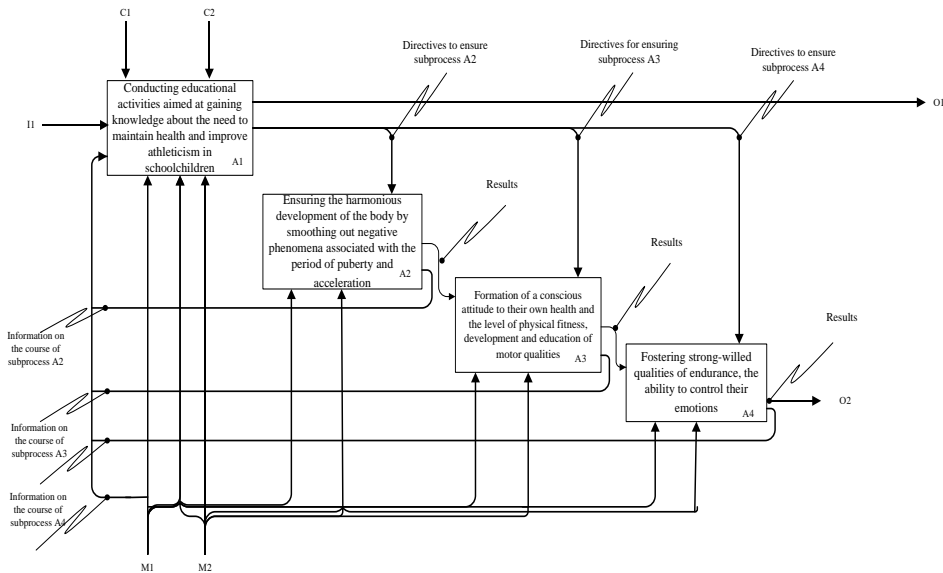 C1
C2
Directives to ensure
subprocess A2
Directives for ensuring
subprocess A3
Directives to ensure
subprocess A4
Conducting educational
activities aimed at gaining
knowledge about the need to
maintain health and improve
athleticism in
schoolchildren
A1
O1
I1
Ensuring the harmonious
development of the body by
smoothing out negative
phenomena associated with the
period of puberty and
acceleration
A2
Results
Results
Formation of a conscious
attitude to their own health and
the level of physical fitness,
development and education of
motor qualities
A3
Results
Information on
the course of
subprocess A2
Fostering strong-willed
qualities of endurance, the
ability to control their
emotions
A4
O2
Information on
the course of
subprocess A3
Information on
the course of
subprocess A4
M1
M2